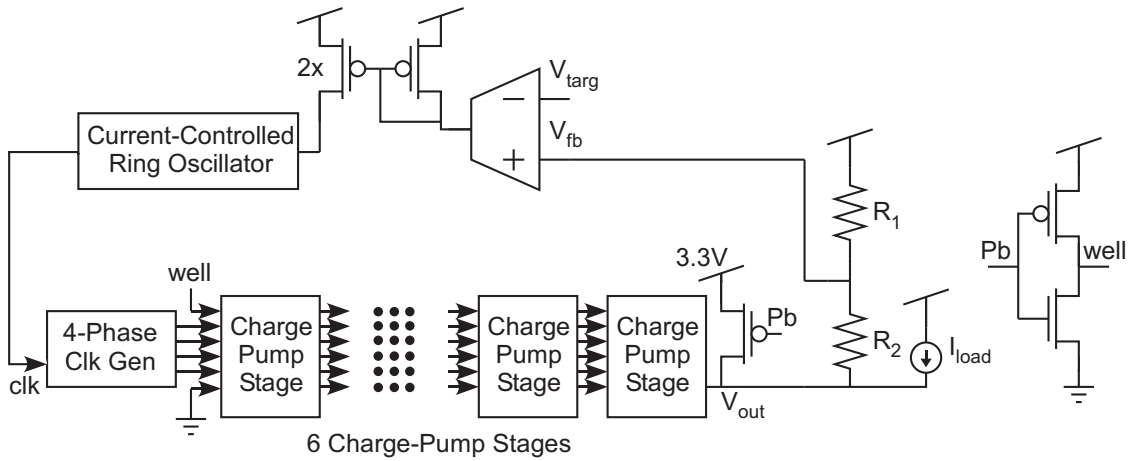 2x
V_targ
V_fb
Current-Controlled
Ring Oscillator
R_1
Pb
well
well
3.3V
4-Phase
Clk Gen
clk
Charge
Pump
Stage
Charge
Pump
Stage
Charge
Pump
Stage
Pb
R_2
I_load
V_out
6 Charge-Pump Stages